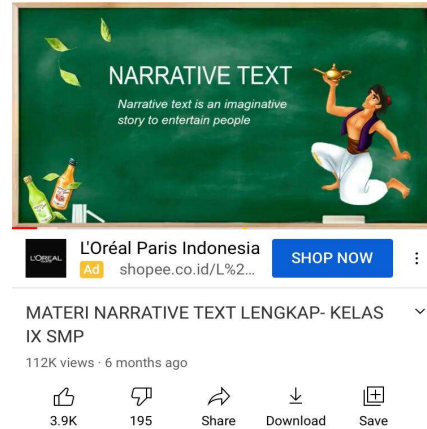 NARRATIVE TEXT
Narrative text is an imaginative
story to entertain people
L'ORÉAL
L'Oréal Paris Indonesia
Ad shopee.co.id/L%2...
SHOP NOW
MATERI NARRATIVE TEXT LENGKAP- KELAS
IX SMP
112K views · 6 months ago
3.9K
195
Share
Download
Save